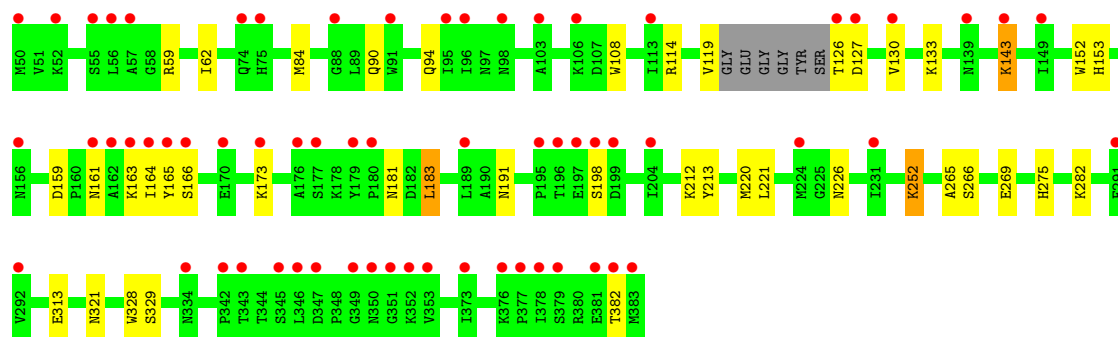 M50 V51 K52 S55 L56 A57 G58 R59 I62 Q74 H75 M84 G88 L89 Q90 W91 Q94 I95 I96 N97 N98 A103 K106 D107 W108 I113 R114 V119 GLY GLU GLY GLY TYR SER T126 D127 V130 K133 N139 K143 I149 W152 H153
N156 D159 P160 N161 A162 K163 I164 Y165 S166 E170 K173 A176 S177 K178 Y179 P180 N181 D182 L183 L189 A190 N191 P195 T196 E197 S198 D199 I204 K212 Y213 M220 L221 M224 G225 N226 I231 K252 A265 S266 E269 H275 K282
V292 E313 N321 W328 S329 N334 P342 T343 T344 S345 L346 D347 P348 G349 N350 G351 K352 V353 I373 K376 P377 I378 S379 R380 E381 T382 M383